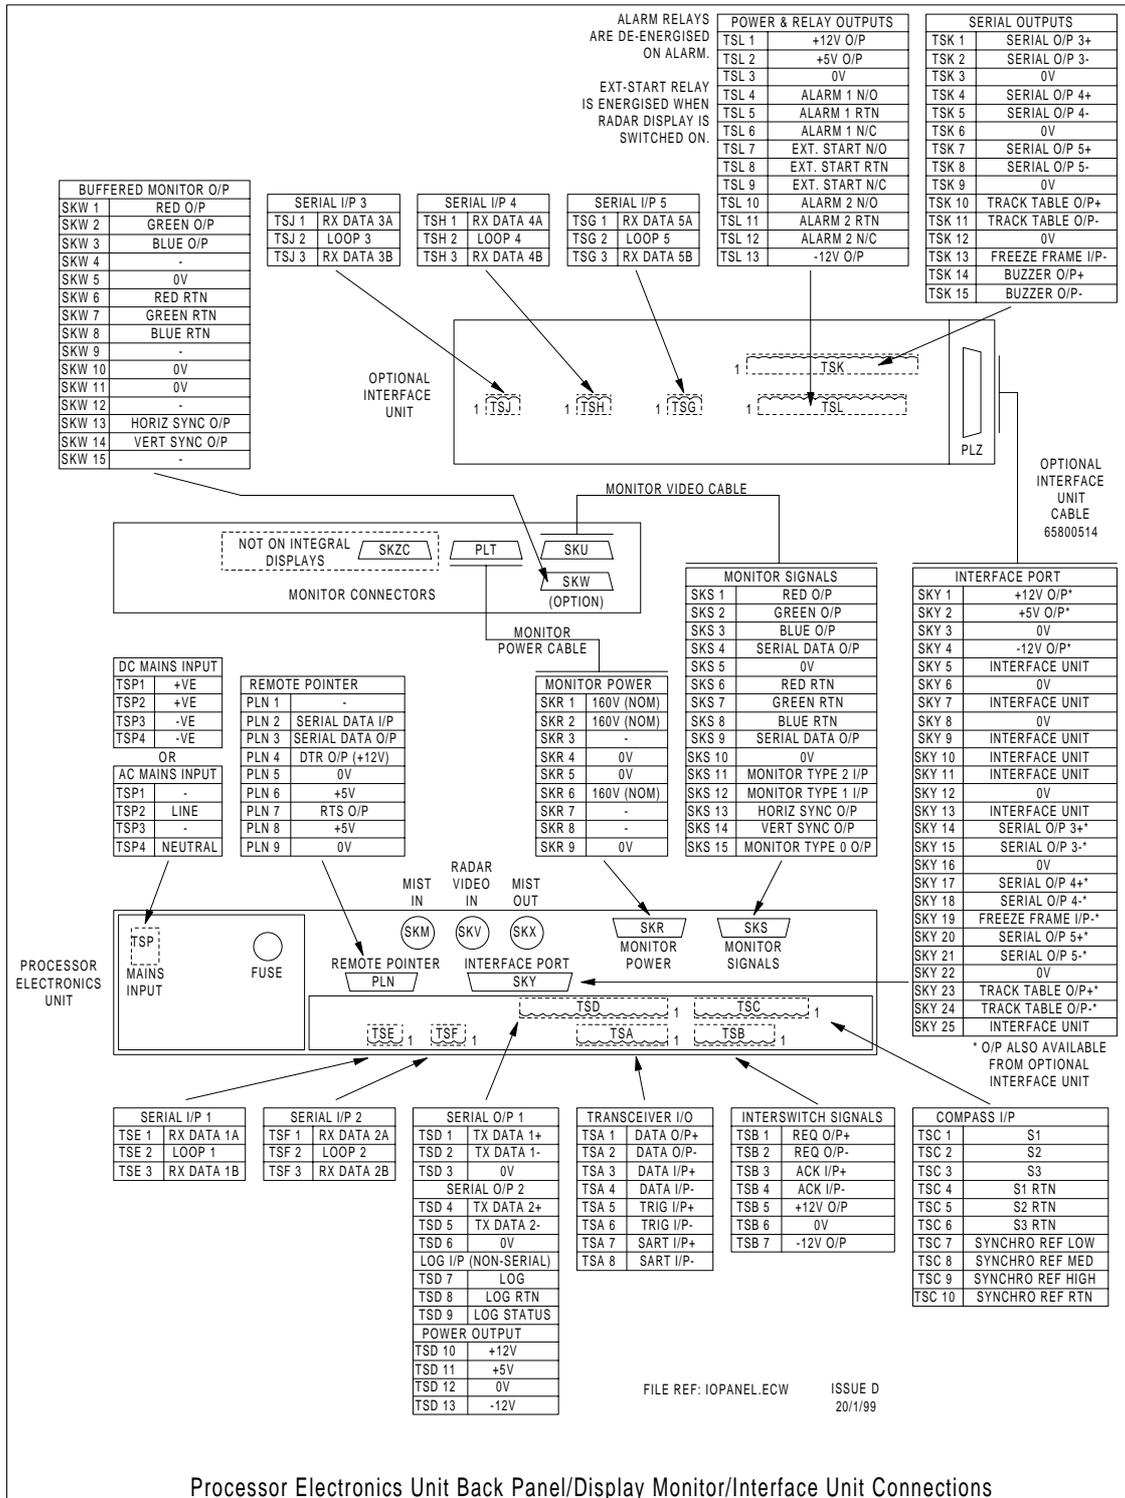 ALARM RELAYS
ARE DE-ENERGISED
ON ALARM.
EXT-START RELAY
IS ENERGISED WHEN
RADAR DISPLAY IS
SWITCHED ON.
POWER & RELAY OUTPUTS
TSL 1 +12V O/P
TSL 2 +5V O/P
TSL 3 0V
TSL 4 ALARM 1 N/O
TSL 5 ALARM 1 RTN
TSL 6 ALARM 1 N/C
TSL 7 EXT. START N/O
TSL 8 EXT. START RTN
TSL 9 EXT. START N/C
TSL 10 ALARM 2 N/O
TSL 11 ALARM 2 RTN
TSL 12 ALARM 2 N/C
TSL 13 -12V O/P
SERIAL OUTPUTS
TSK 1 SERIAL O/P 3+
TSK 2 SERIAL O/P 3-
TSK 3 0V
TSK 4 SERIAL O/P 4+
TSK 5 SERIAL O/P 4-
TSK 6 0V
TSK 7 SERIAL O/P 5+
TSK 8 SERIAL O/P 5-
TSK 9 0V
TSK 10 TRACK TABLE O/P+
TSK 11 TRACK TABLE O/P-
TSK 12 0V
TSK 13 FREEZE FRAME I/P-
TSK 14 BUZZER O/P+
TSK 15 BUZZER O/P-
BUFFERED MONITOR O/P
SKW 1 RED O/P
SKW 2 GREEN O/P
SKW 3 BLUE O/P
SKW 4 -
SKW 5 0V
SKW 6 RED RTN
SKW 7 GREEN RTN
SKW 8 BLUE RTN
SKW 9 -
SKW 10 0V
SKW 11 0V
SKW 12 -
SKW 13 HORIZ SYNC O/P
SKW 14 VERT SYNC O/P
SKW 15 -
SERIAL I/P 3
TSJ 1 RX DATA 3A
TSJ 2 LOOP 3
TSJ 3 RX DATA 3B
SERIAL I/P 4
TSH 1 RX DATA 4A
TSH 2 LOOP 4
TSH 3 RX DATA 4B
SERIAL I/P 5
TSG 1 RX DATA 5A
TSG 2 LOOP 5
TSG 3 RX DATA 5B
OPTIONAL
INTERFACE
UNIT
1 TSJ
1 TSH
1 TSG
1 TSK
1 TSL
PLZ
OPTIONAL
INTERFACE
UNIT
CABLE
65800514
MONITOR VIDEO CABLE
NOT ON INTEGRAL
DISPLAYS
SKZC
PLT
SKU
SKW
(OPTION)
MONITOR CONNECTORS
MONITOR
POWER CABLE
DC MAINS INPUT
TSP1 +VE
TSP2 +VE
TSP3 -VE
TSP4 -VE
OR
AC MAINS INPUT
TSP1 -
TSP2 LINE
TSP3 -
TSP4 NEUTRAL
REMOTE POINTER
PLN 1 -
PLN 2 SERIAL DATA I/P
PLN 3 SERIAL DATA O/P
PLN 4 DTR O/P (+12V)
PLN 5 0V
PLN 6 +5V
PLN 7 RTS O/P
PLN 8 +5V
PLN 9 0V
MONITOR POWER
SKR 1 160V (NOM)
SKR 2 160V (NOM)
SKR 3 -
SKR 4 0V
SKR 5 0V
SKR 6 160V (NOM)
SKR 7 -
SKR 8 -
SKR 9 0V
MONITOR SIGNALS
SKS 1 RED O/P
SKS 2 GREEN O/P
SKS 3 BLUE O/P
SKS 4 SERIAL DATA O/P
SKS 5 0V
SKS 6 RED RTN
SKS 7 GREEN RTN
SKS 8 BLUE RTN
SKS 9 SERIAL DATA O/P
SKS 10 0V
SKS 11 MONITOR TYPE 2 I/P
SKS 12 MONITOR TYPE 1 I/P
SKS 13 HORIZ SYNC O/P
SKS 14 VERT SYNC O/P
SKS 15 MONITOR TYPE 0 O/P
INTERFACE PORT
SKY 1 +12V O/P*
SKY 2 +5V O/P*
SKY 3 0V
SKY 4 -12V O/P*
SKY 5 INTERFACE UNIT
SKY 6 0V
SKY 7 INTERFACE UNIT
SKY 8 0V
SKY 9 INTERFACE UNIT
SKY 10 INTERFACE UNIT
SKY 11 INTERFACE UNIT
SKY 12 0V
SKY 13 INTERFACE UNIT
SKY 14 SERIAL O/P 3+*
SKY 15 SERIAL O/P 3-*
SKY 16 0V
SKY 17 SERIAL O/P 4+*
SKY 18 SERIAL O/P 4-*
SKY 19 FREEZE FRAME I/P-*
SKY 20 SERIAL O/P 5+*
SKY 21 SERIAL O/P 5-*
SKY 22 0V
SKY 23 TRACK TABLE O/P+*
SKY 24 TRACK TABLE O/P-*
SKY 25 INTERFACE UNIT
* O/P ALSO AVAILABLE
FROM OPTIONAL
INTERFACE UNIT
PROCESSOR
ELECTRONICS
UNIT
TSP
MAINS
INPUT
FUSE
MIST
IN
RADAR
VIDEO
IN
MIST
OUT
SKM
SKV
SKX
REMOTE POINTER
PLN
INTERFACE PORT
SKY
SKR
MONITOR
POWER
SKS
MONITOR
SIGNALS
TSD 1
TSC 1
TSE 1
TSF 1
TSA 1
TSB 1
SERIAL I/P 1
TSE 1 RX DATA 1A
TSE 2 LOOP 1
TSE 3 RX DATA 1B
SERIAL I/P 2
TSF 1 RX DATA 2A
TSF 2 LOOP 2
TSF 3 RX DATA 2B
SERIAL O/P 1
TSD 1 TX DATA 1+
TSD 2 TX DATA 1-
TSD 3 0V
SERIAL O/P 2
TSD 4 TX DATA 2+
TSD 5 TX DATA 2-
TSD 6 0V
LOG I/P (NON-SERIAL)
TSD 7 LOG
TSD 8 LOG RTN
TSD 9 LOG STATUS
POWER OUTPUT
TSD 10 +12V
TSD 11 +5V
TSD 12 0V
TSD 13 -12V
TRANSCEIVER I/O
TSA 1 DATA O/P+
TSA 2 DATA O/P-
TSA 3 DATA I/P+
TSA 4 DATA I/P-
TSA 5 TRIG I/P+
TSA 6 TRIG I/P-
TSA 7 SART I/P+
TSA 8 SART I/P-
INTERSWITCH SIGNALS
TSB 1 REQ O/P+
TSB 2 REQ O/P-
TSB 3 ACK I/P+
TSB 4 ACK I/P-
TSB 5 +12V O/P
TSB 6 0V
TSB 7 -12V O/P
COMPASS I/P
TSC 1 S1
TSC 2 S2
TSC 3 S3
TSC 4 S1 RTN
TSC 5 S2 RTN
TSC 6 S3 RTN
TSC 7 SYNCHRO REF LOW
TSC 8 SYNCHRO REF MED
TSC 9 SYNCHRO REF HIGH
TSC 10 SYNCHRO REF RTN
FILE REF: IOPANEL.ECW ISSUE D
20/1/99
Processor Electronics Unit Back Panel/Display Monitor/Interface Unit Connections